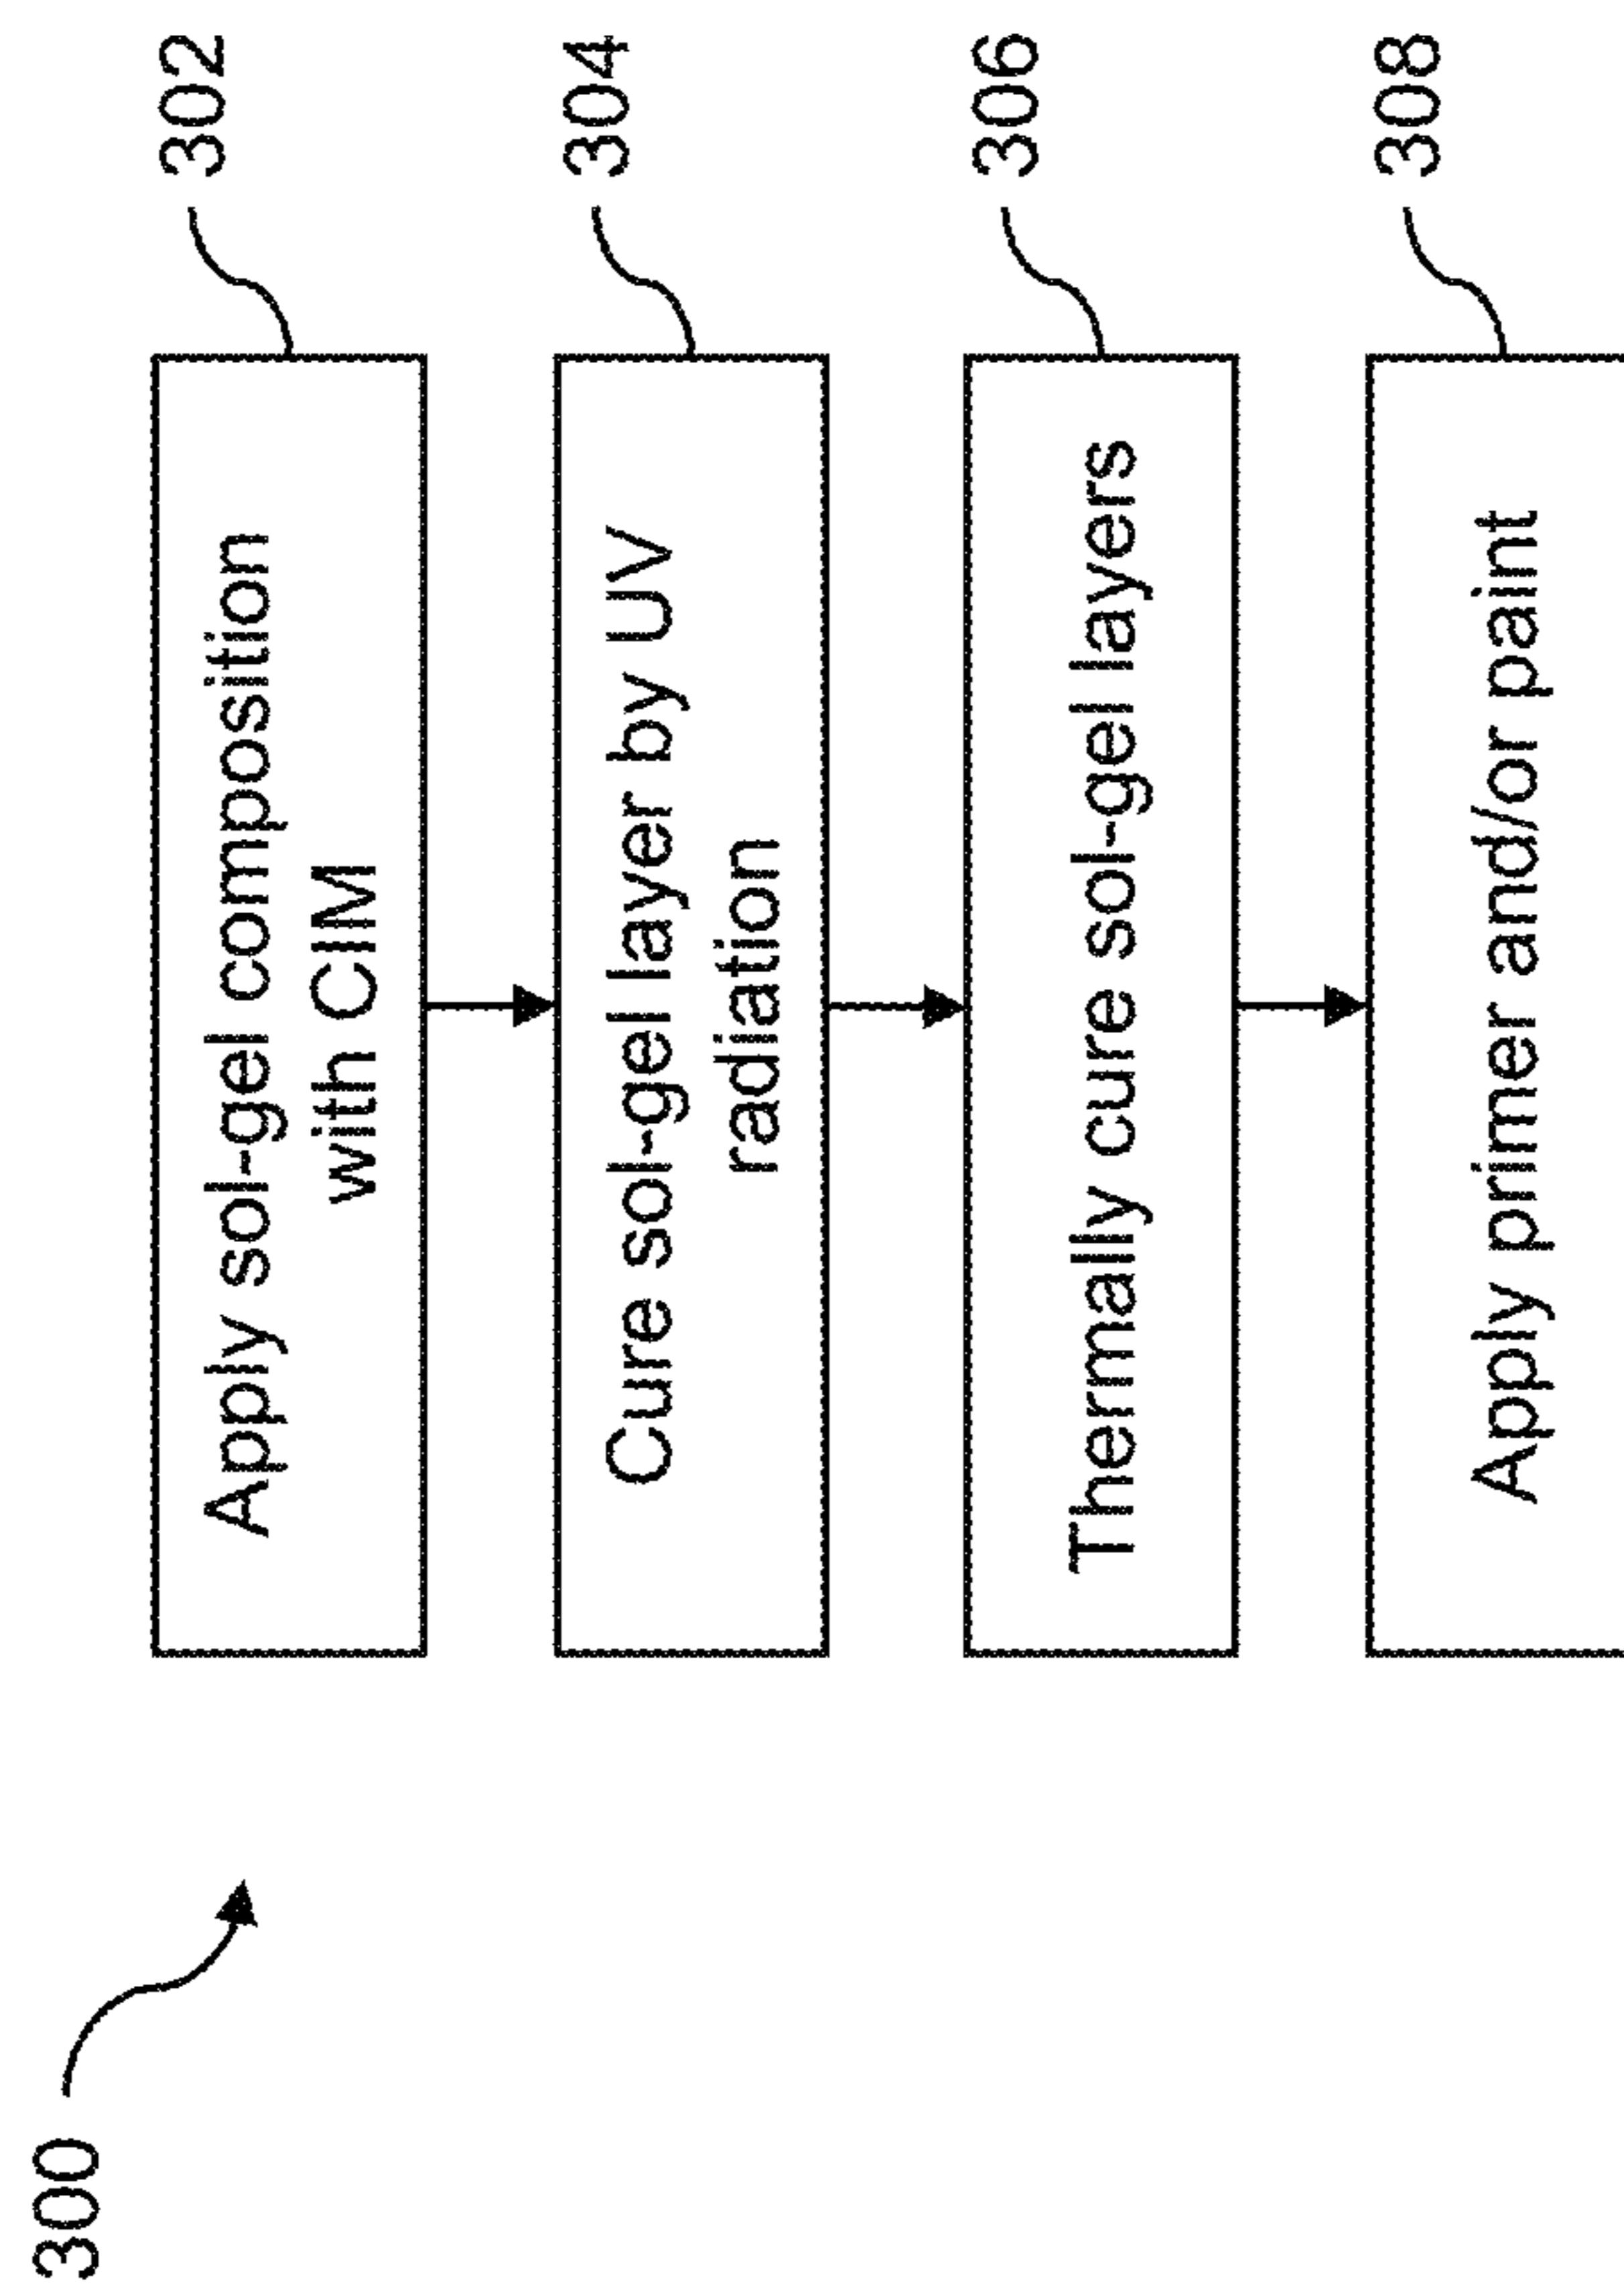 300
Apply sol-gel composition
with CIM
302
Cure sol-gel layer by UV
radiation
304
Thermally cure sol-gel layers
306
Apply primer and/or paint
308